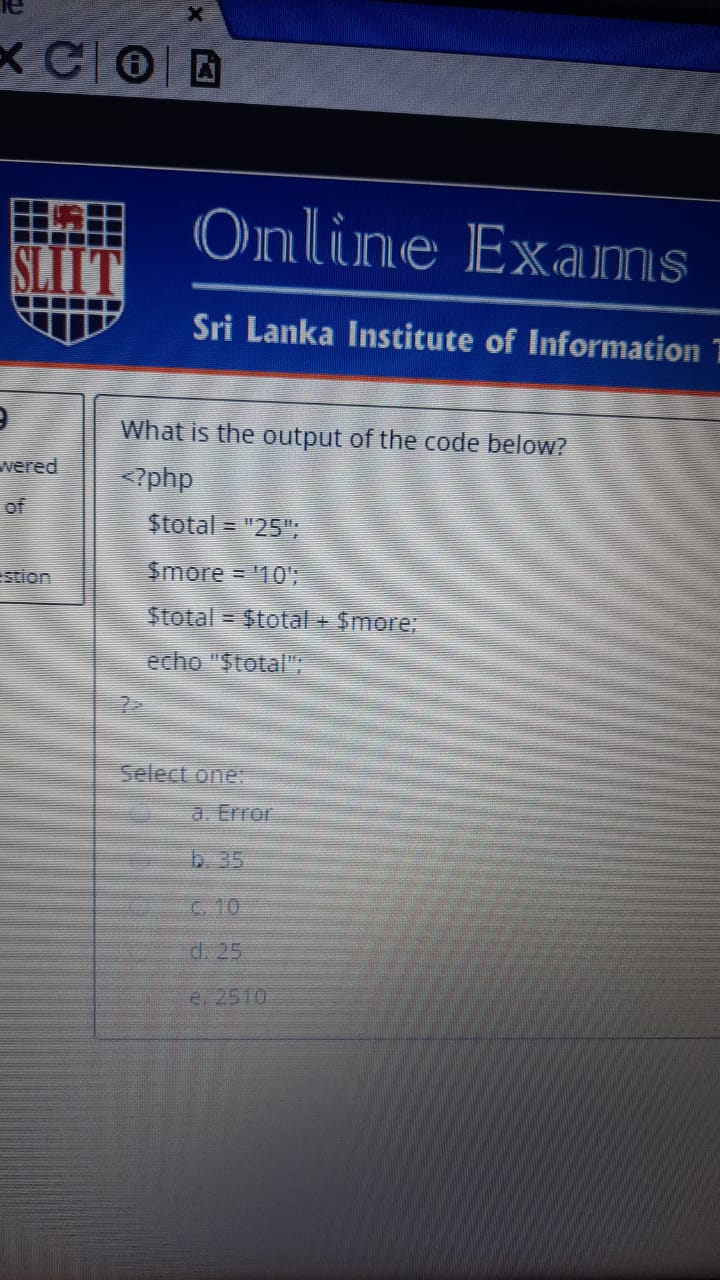 SLIIT
Online Exams
Sri Lanka Institute of Information
wered
of
What is the output of the code below?
<?php
$total = "25";
$more = '10';
$total = $total + $more;
echo "$total";
?>
Select one:
a. Error
b. 35
c. 10
d. 25
e. 2510